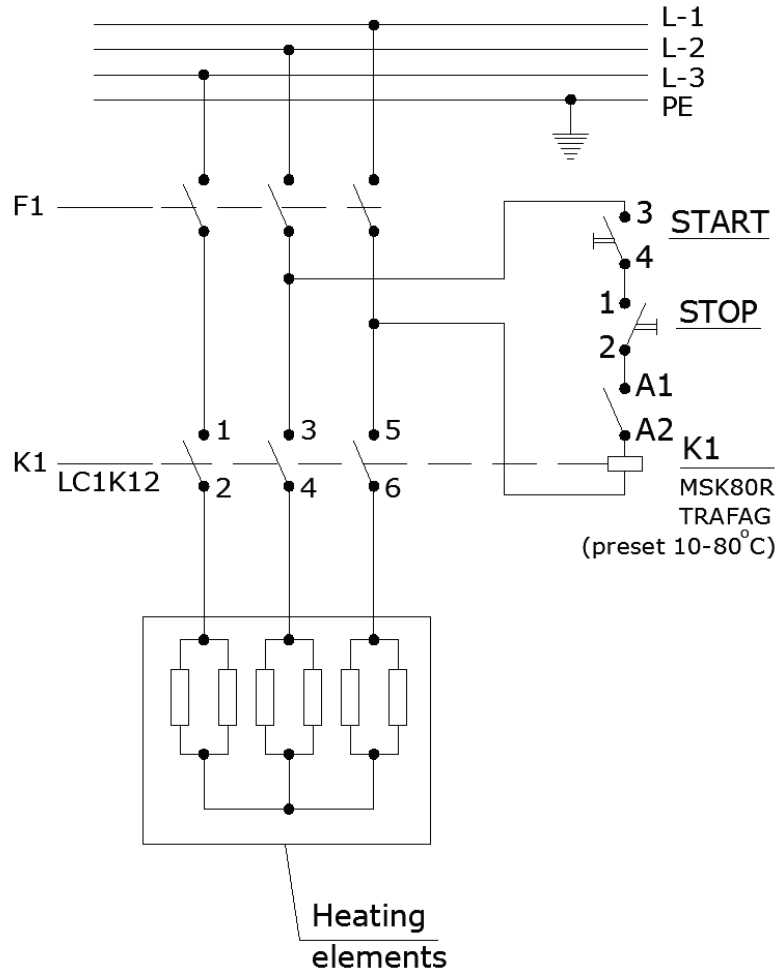 L-1
L-2
L-3
PE
F1
3
START
4
1
STOP
2
A1
A2
1
3
5
K1
LC1K12
2
4
6
K1
MSK80R
TRAFAG
(preset 10-80°C)
Heating
elements